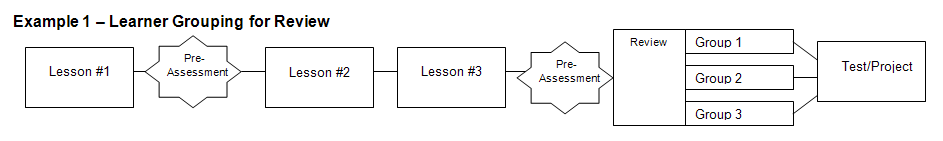 Example 1 – Learner Grouping for Review
Lesson #1
Pre-
Assessment
Lesson #2
Lesson #3
Pre-
Assessment
Review
Group 1
Group 2
Group 3
Test/Project